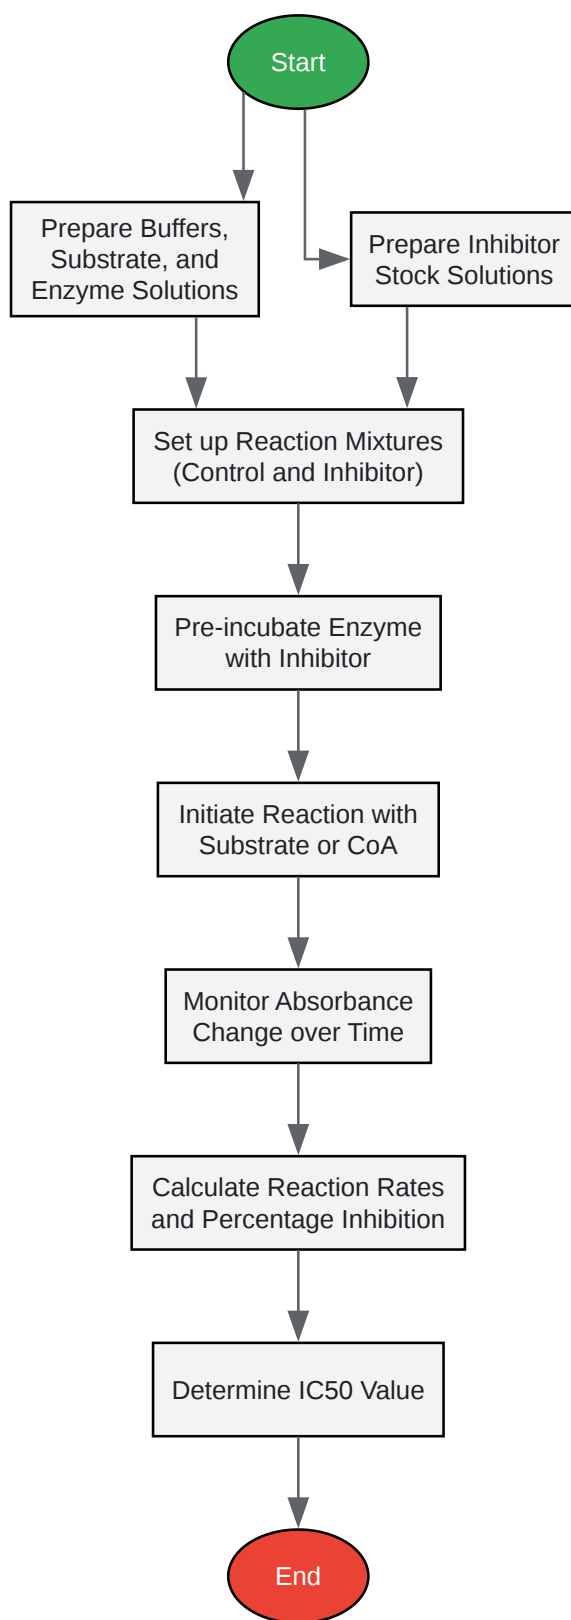 Start
Prepare Buffers,
Substrate, and
Enzyme Solutions
Prepare Inhibitor
Stock Solutions
Set up Reaction Mixtures
(Control and Inhibitor)
Pre-incubate Enzyme
with Inhibitor
Initiate Reaction with
Substrate or CoA
Monitor Absorbance
Change over Time
Calculate Reaction Rates
and Percentage Inhibition
Determine IC50 Value
End